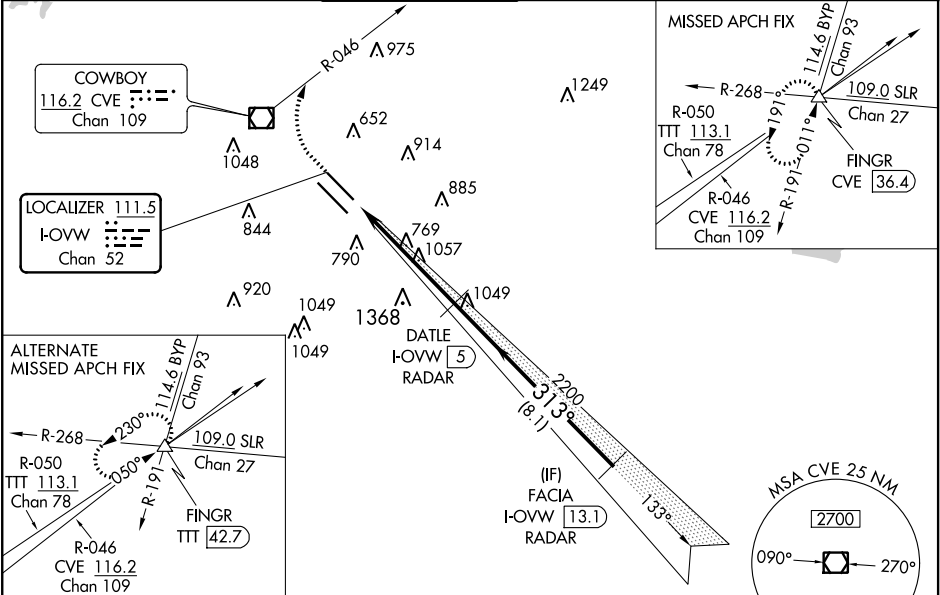 COWBOY
116.2 CVE
Chan 109
R-046
975
1249
652
914
1048
885
LOCALIZER 111.5
I-OVW
Chan 52
844
790
769
1057
920
1049
1049
1368
1049
DATLE
I-OVW 5
RADAR
2200
313°
(8.1)
(IF)
FACIA
I-OVW 13.1
RADAR
133°
MISSED APCH FIX
114.6 BYP
Chan 93
R-268
109.0 SLR
Chan 27
R-050
TTT 113.1
Chan 78
191°
011°
R-191
R-046
CVE 116.2
Chan 109
FINGR
CVE 36.4
ALTERNATE
MISSED APCH FIX
114.6 BYP
Chan 93
230°
R-268
109.0 SLR
Chan 27
R-050
TTT 113.1
Chan 78
050°
R-191
FINGR
TTT 42.7
R-046
CVE 116.2
Chan 109
MSA CVE 25 NM
2700
090°
270°